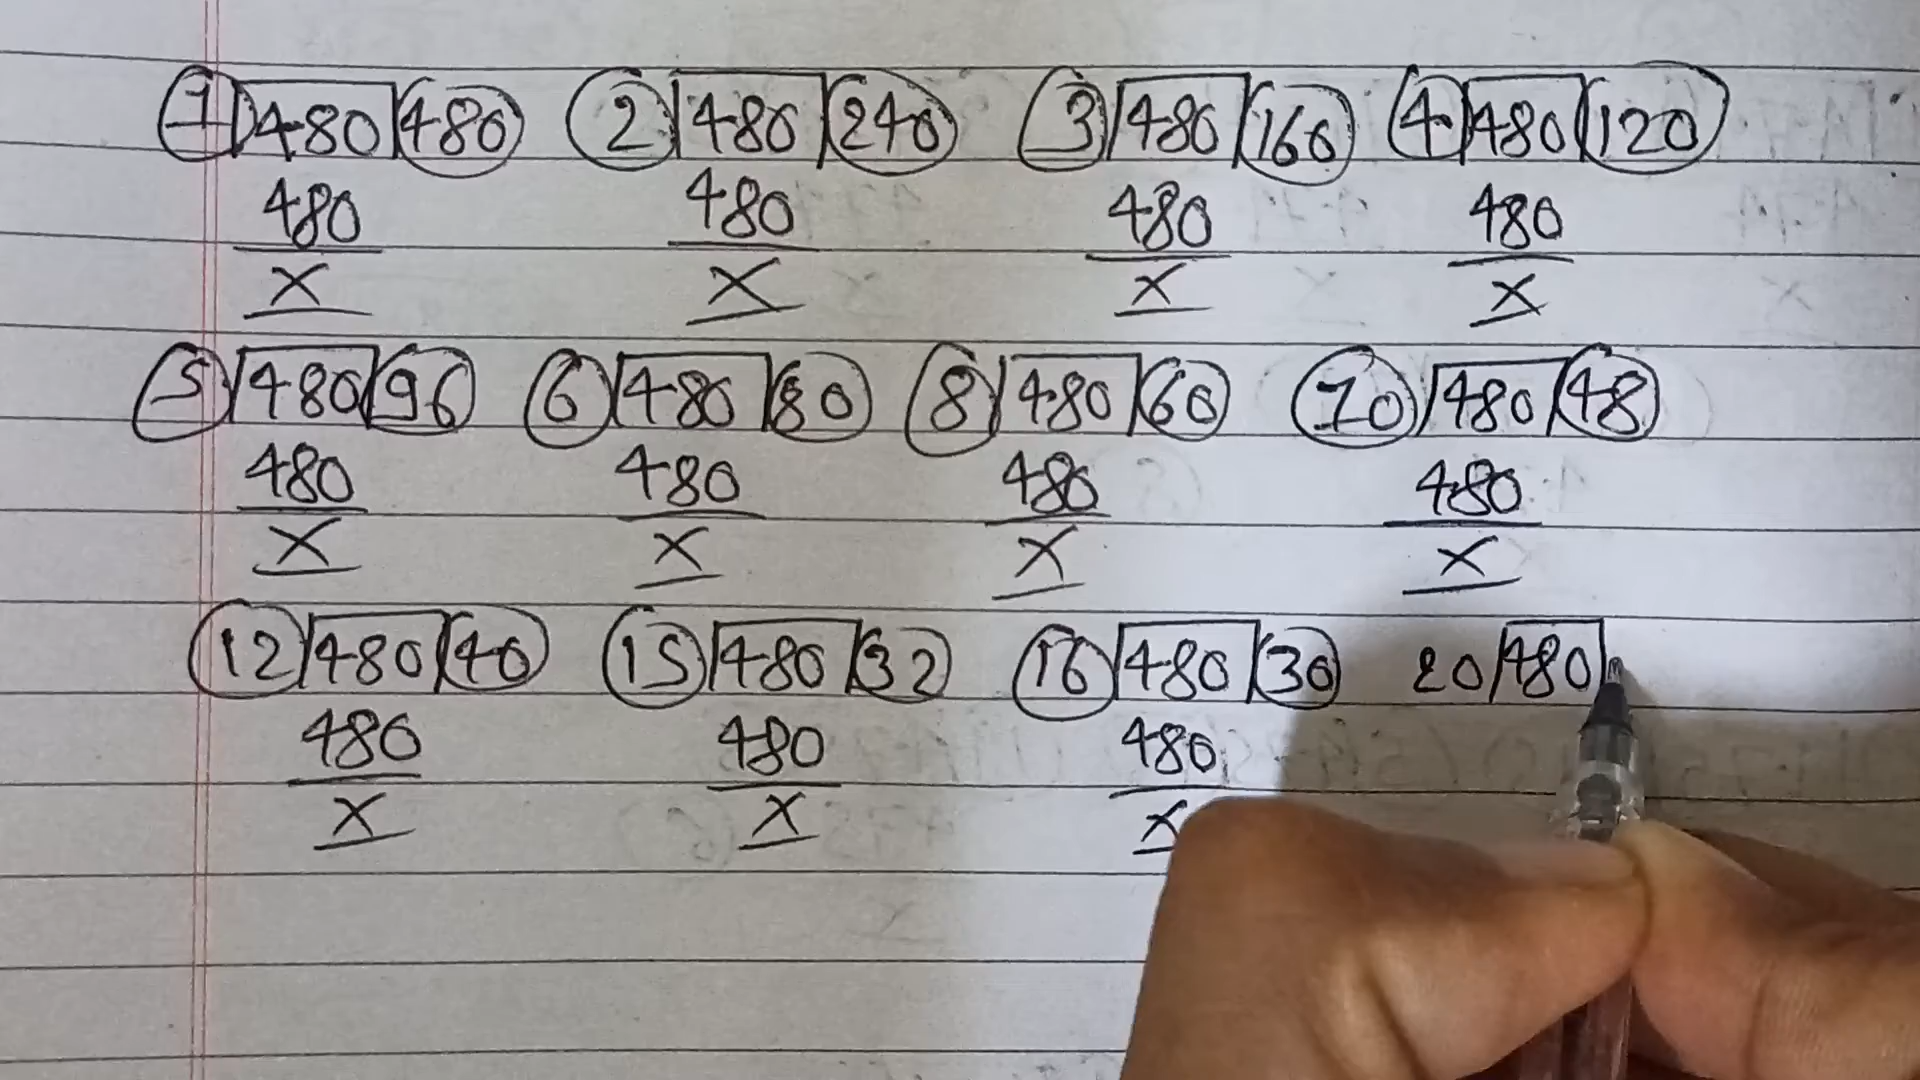 1)480(480 2)480(240 3)480(160 4)480(120
480 480 480 480
x x x x
5)480(96 6)480(80 8)480(60 10)480(48
480 480 480 480
x x x x
12)480(40 15)480(32 16)480(30 20)480(
480 480 480
x x x